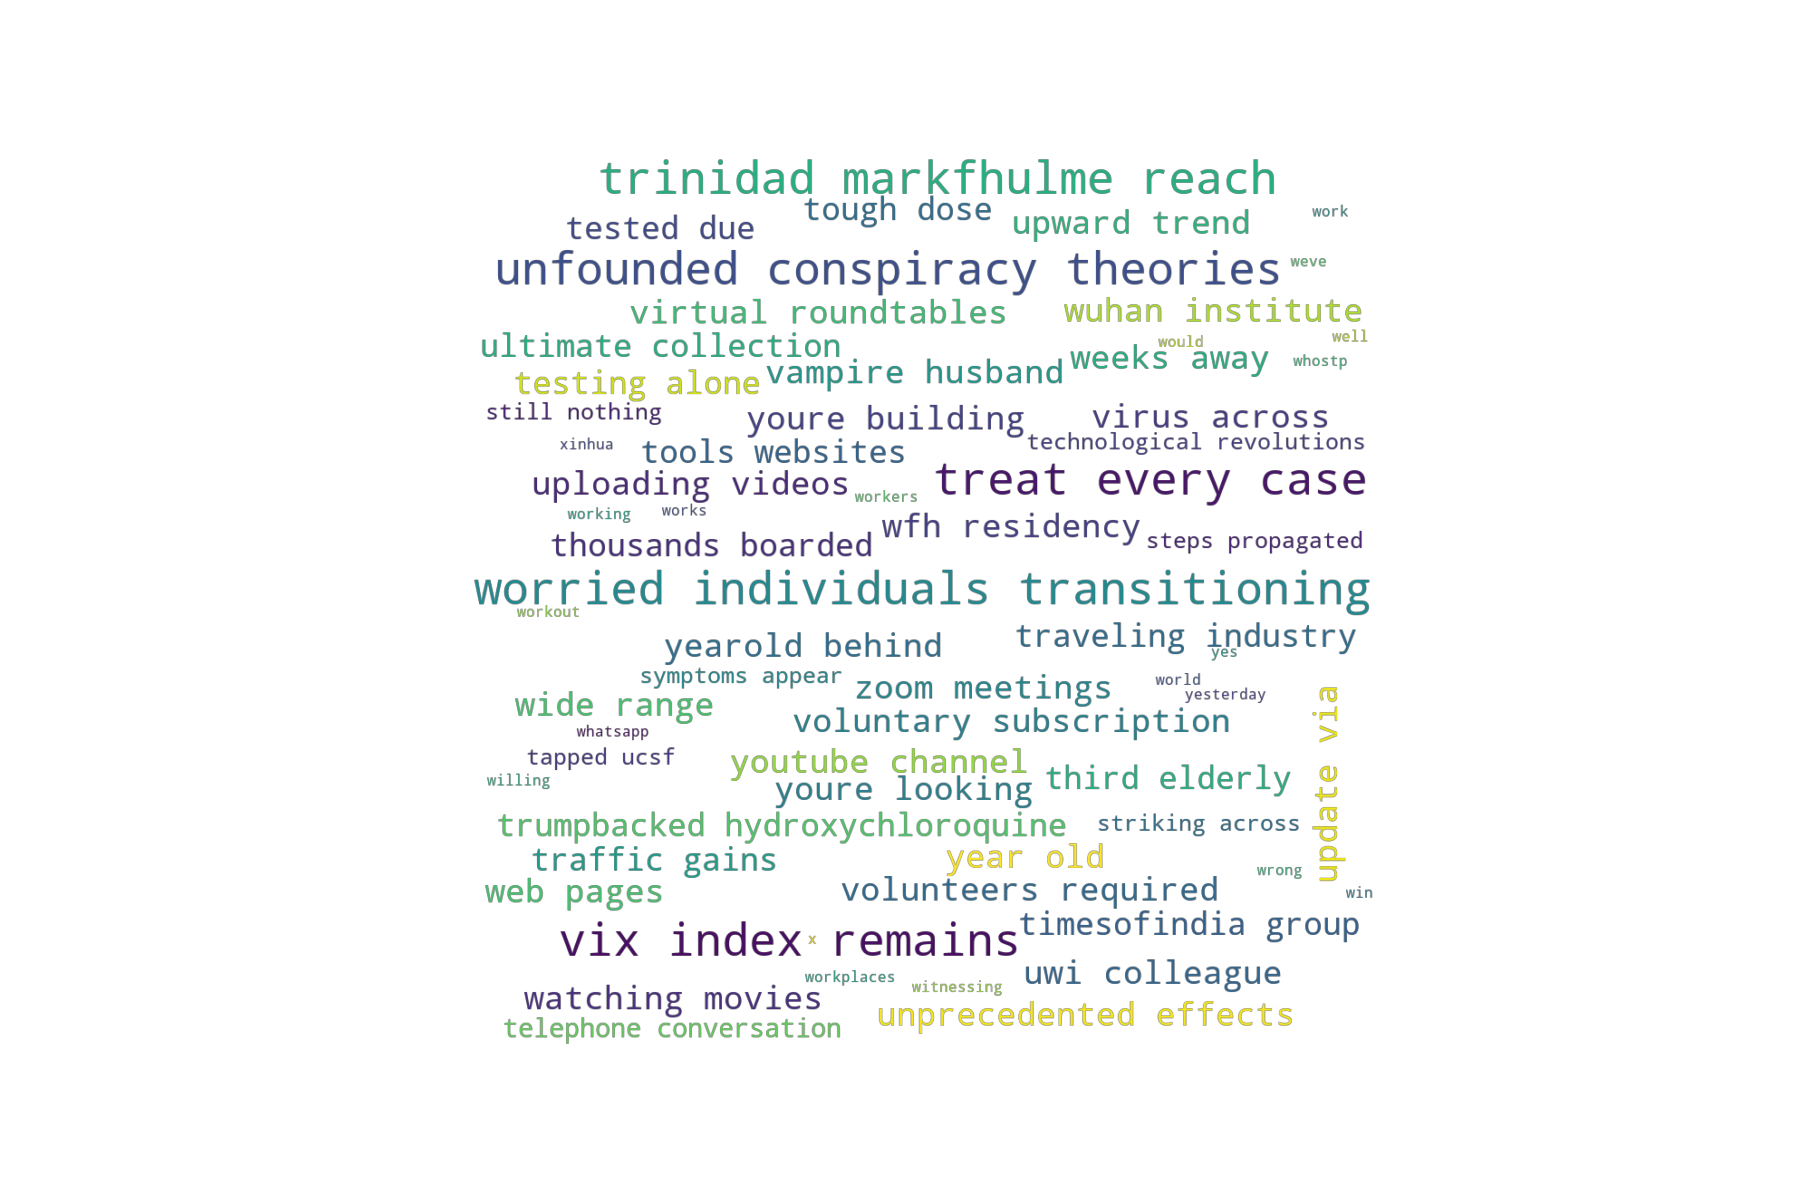 trinidad markfhulme reach
tough dose
work
tested due
upward trend
unfounded conspiracy theories
weve
virtual roundtables
wuhan institute
ultimate collection
would
well
weeks away
whostp
testing alone
vampire husband
still nothing
youre building
virus across
xinhua
tools websites
technological revolutions
uploading videos
workers
treat every case
working
works
wfh residency
thousands boarded
steps propagated
worried individuals transitioning
workout
yearold behind
traveling industry
yes
symptoms appear
zoom meetings
world
yesterday
wide range
voluntary subscription
update via
whatsapp
tapped ucsf
youtube channel
willing
youre looking
third elderly
trumpbacked hydroxychloroquine
striking across
traffic gains
year old
wrong
web pages
volunteers required
win
vix index remains
x
timesofindia group
workplaces
uwi colleague
watching movies
witnessing
telephone conversation
unprecedented effects